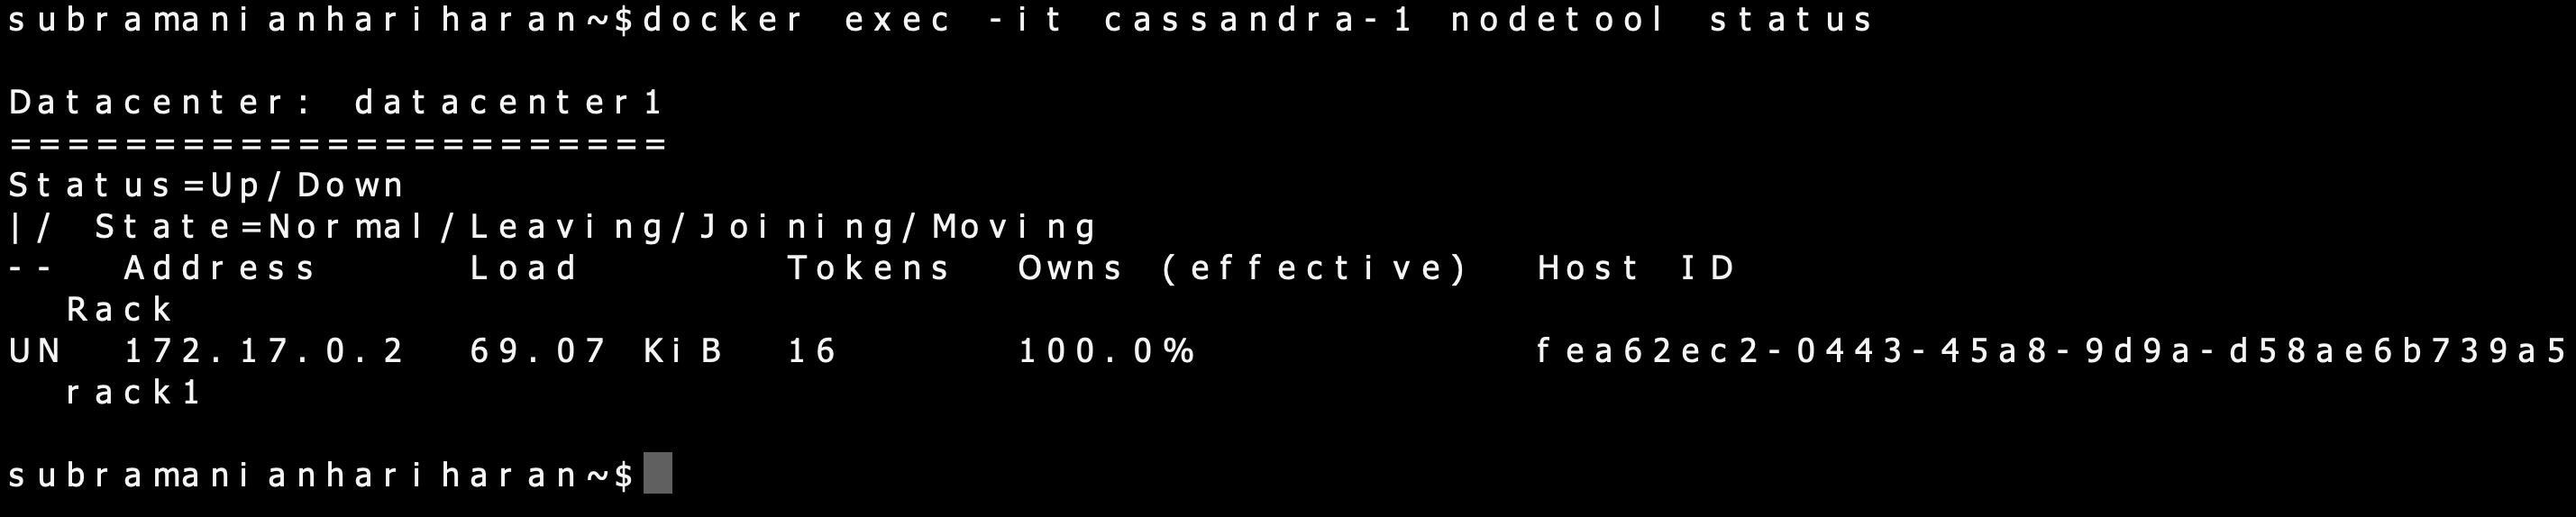 subramanianhariharan~$docker exec -it cassandra-1 nodetool status
Datacenter: datacenter1
=======================
Status=Up/Down
|/ State=Normal/Leaving/Joining/Moving
--  Address     Load       Tokens  Owns (effective)  Host ID
  Rack
UN  172.17.0.2  69.07 KiB  16      100.0%            fea62ec2-0443-45a8-9d9a-d58ae6b739a5
  rack1
subramanianhariharan~$